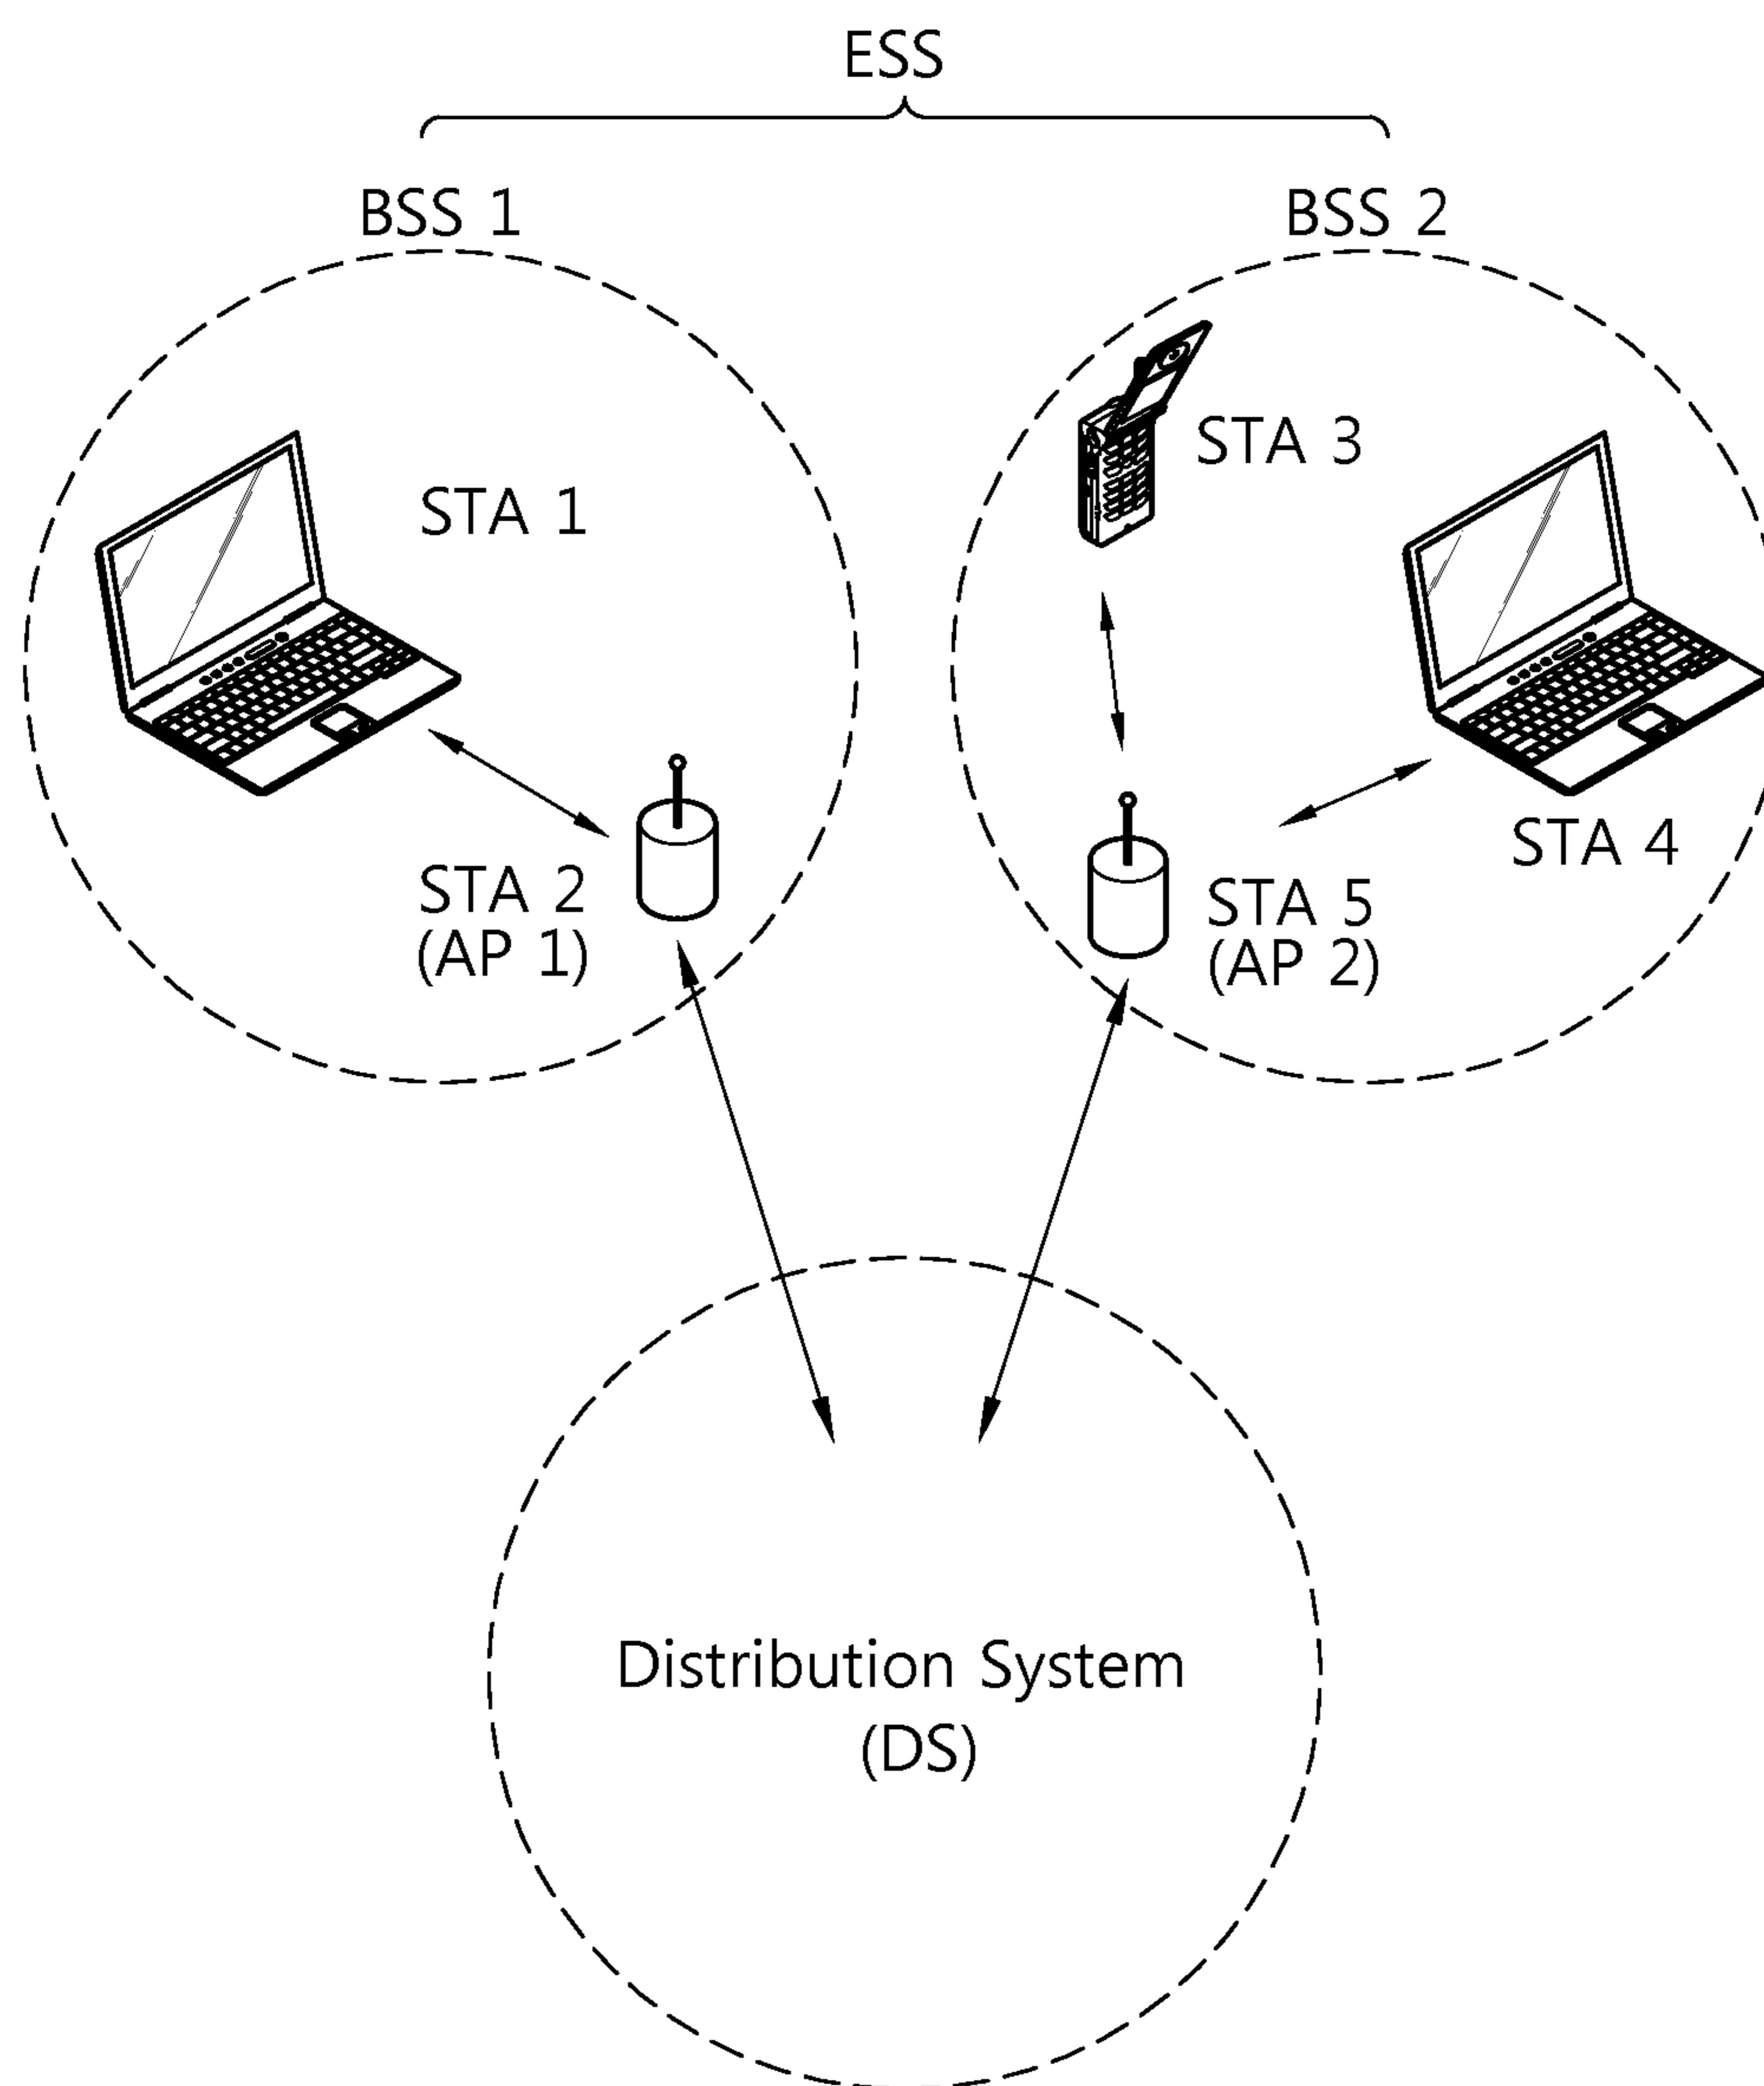 ESS
BSS 1
BSS 2
STA 1
STA 2
(AP 1)
STA 3
STA 4
STA 5
(AP 2)
Distribution System
(DS)